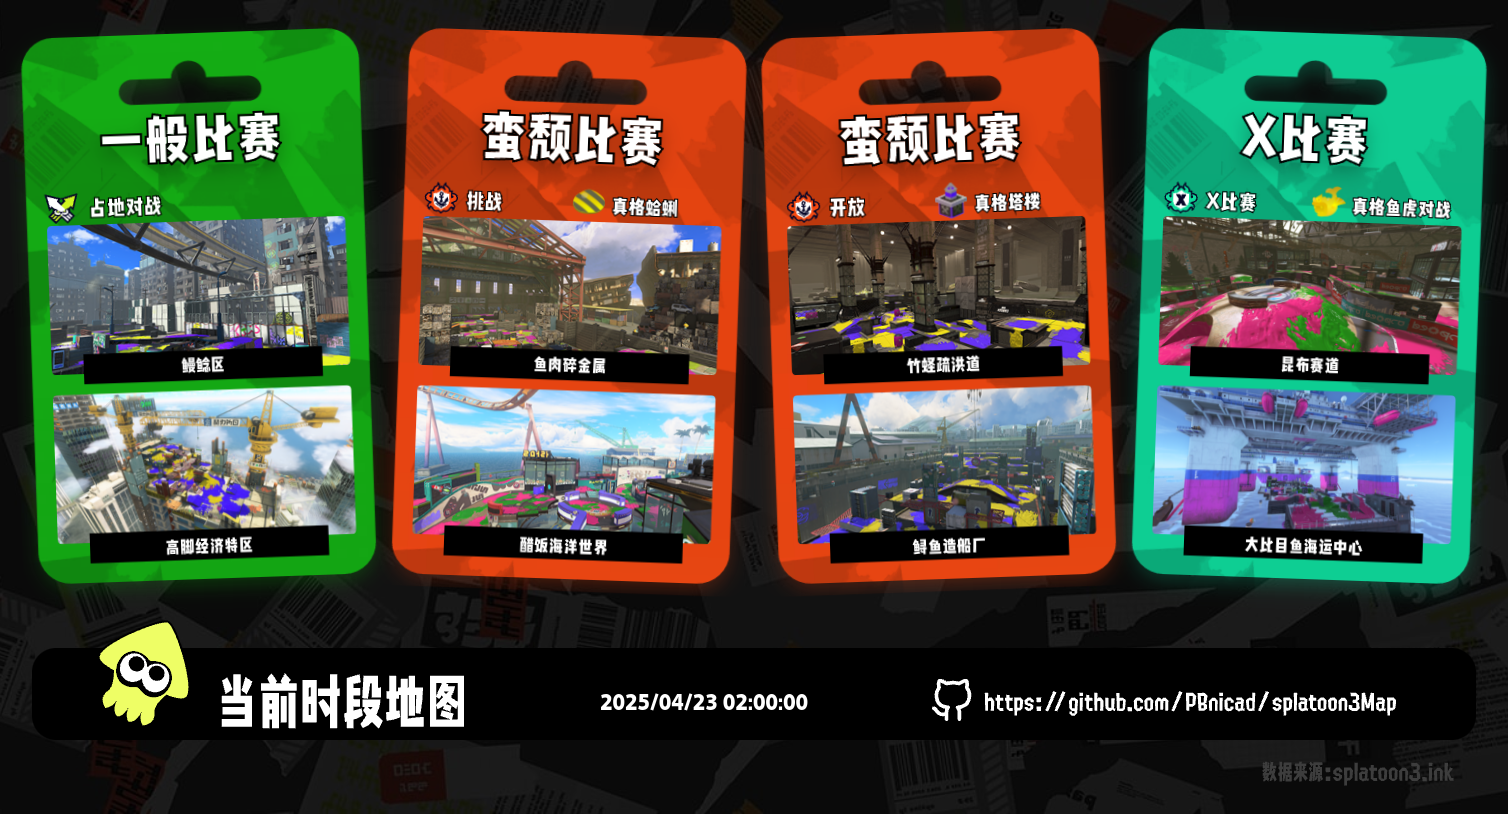 一般比赛
占地对战
鳗鲶区
高脚经济特区
蛮颓比赛
挑战
真格蛤蜊
鱼肉碎金属
醋饭海洋世界
蛮颓比赛
开放
真格塔楼
竹蛏疏洪道
鲟鱼造船厂
X比赛
X比赛
真格鱼虎对战
昆布赛道
大比目鱼海运中心
当前时段地图
2025/04/23 02:00:00
https://github.com/PBnicad/splatoon3Map
数据来源:splatoon3.ink